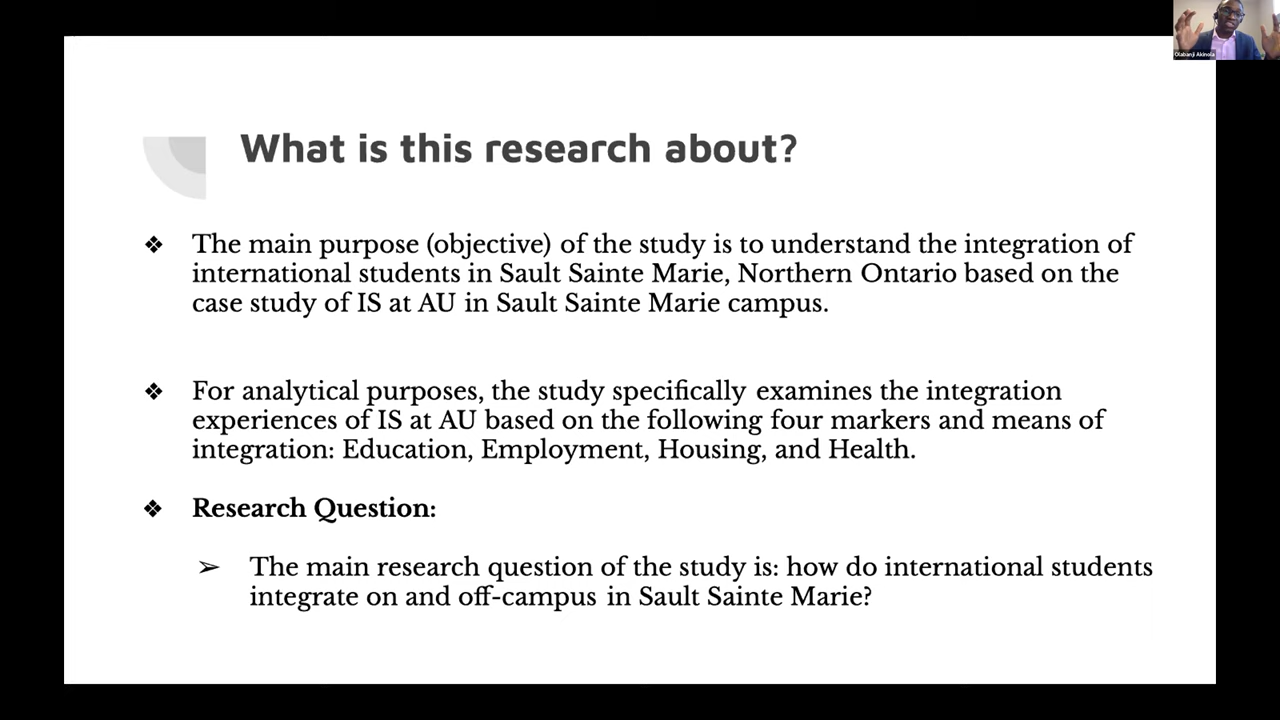 Olabanji Akinola
What is this research about?
❖ The main purpose (objective) of the study is to understand the integration of
international students in Sault Sainte Marie, Northern Ontario based on the
case study of IS at AU in Sault Sainte Marie campus.
❖ For analytical purposes, the study specifically examines the integration
experiences of IS at AU based on the following four markers and means of
integration: Education, Employment, Housing, and Health.
❖ Research Question:
➢ The main research question of the study is: how do international students
integrate on and off-campus in Sault Sainte Marie?